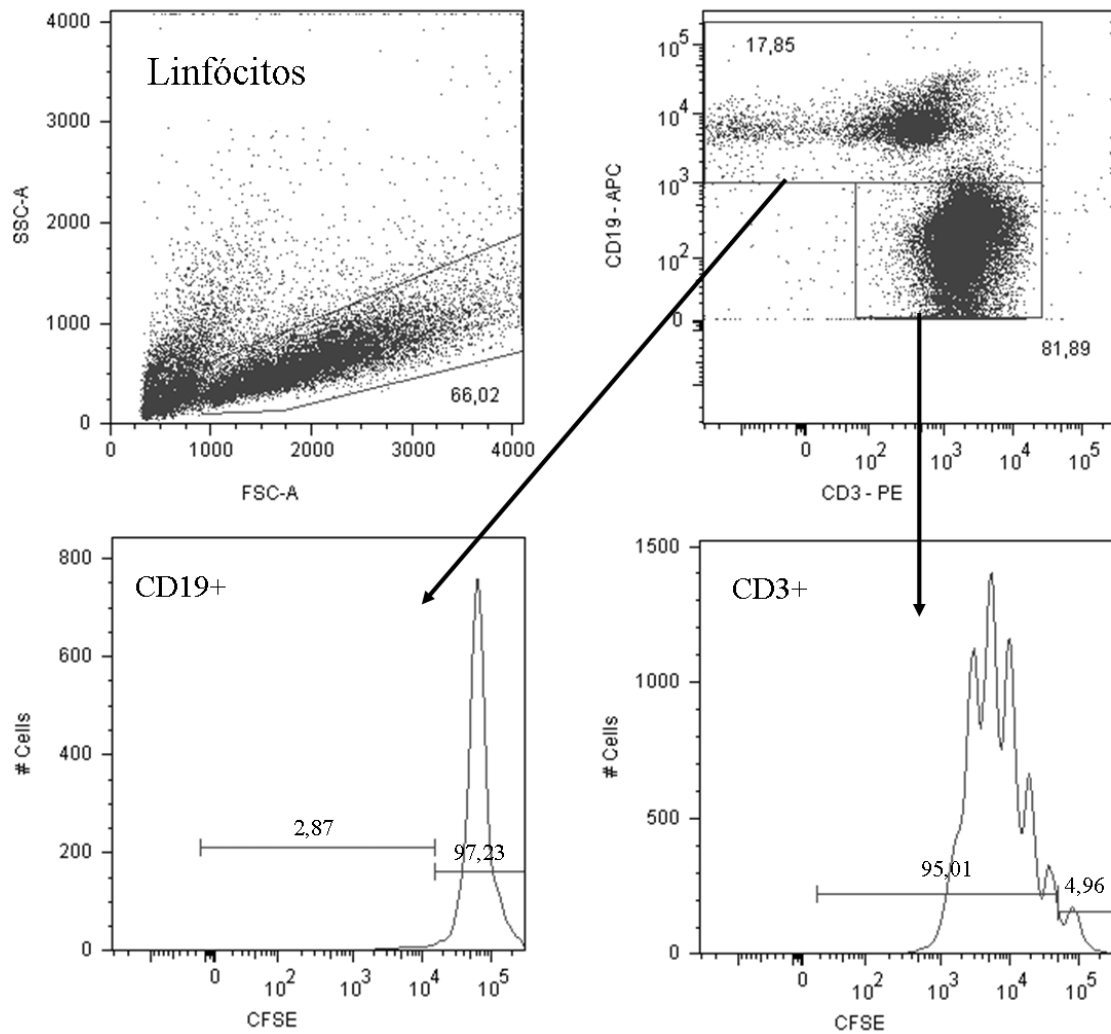 Linfócitos
4000
3000
2000
1000
0
SSC-A
66,02
0 1000 2000 3000 4000
FSC-A
17,85
10^5
10^4
10^3
10^2
0
CD19 - APC
81,89
0 10^2 10^3 10^4 10^5
CD3 - PE
CD19+
800
600
400
200
0
# Cells
2,87
97,23
0 10^2 10^3 10^4 10^5
CFSE
CD3+
1500
1000
500
0
# Cells
95,01
4,96
0 10^2 10^3 10^4 10^5
CFSE